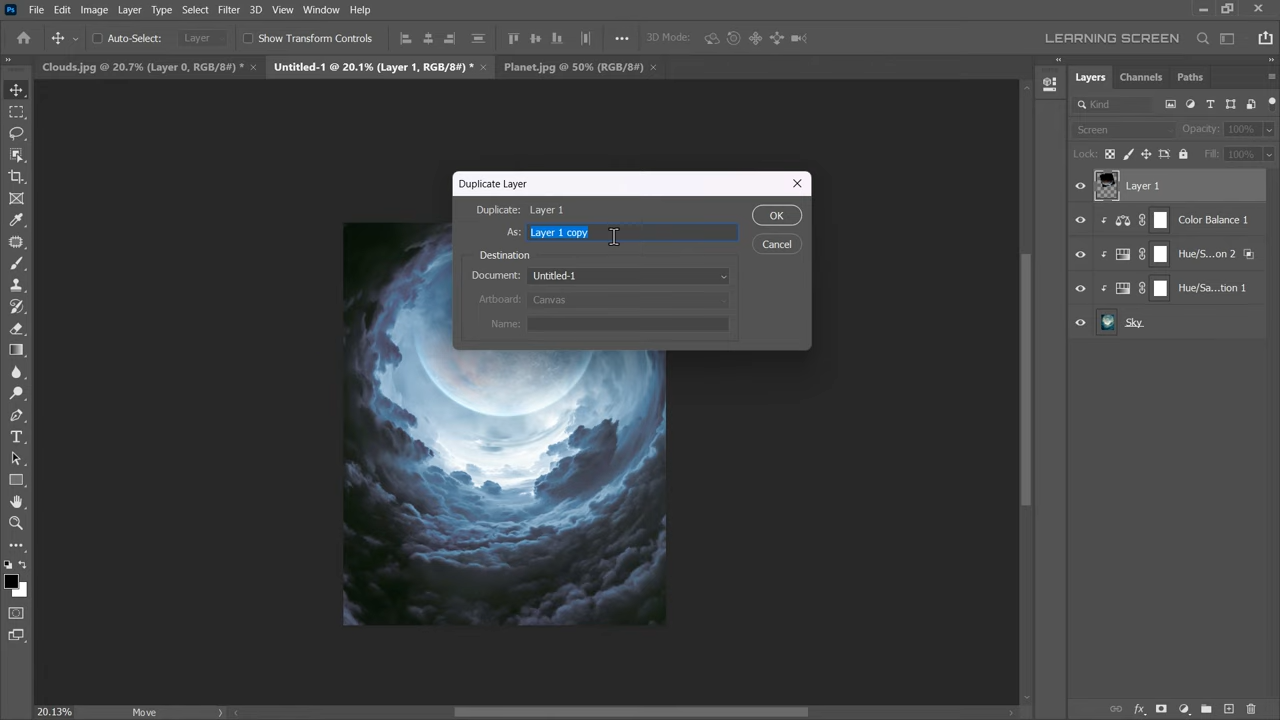 Ps File Edit Image Layer Type Select Filter 3D View Window Help
Auto-Select: Layer Show Transform Controls 3D Mode: LEARNING SCREEN
Clouds.jpg @ 20.7% (Layer 0, RGB/8#) * Untitled-1 @ 20.1% (Layer 1, RGB/8#) * Planet.jpg @ 50% (RGB/8#)
Layers Channels Paths
Kind
Screen Opacity: 100%
Lock: Fill: 100%
Layer 1
Color Balance 1
Hue/S...on 2
Hue/Sa...tion 1
Sky
Duplicate Layer
Duplicate: Layer 1
As: Layer 1 copy
OK
Cancel
Destination
Document: Untitled-1
Artboard: Canvas
Name:
20.13% Move